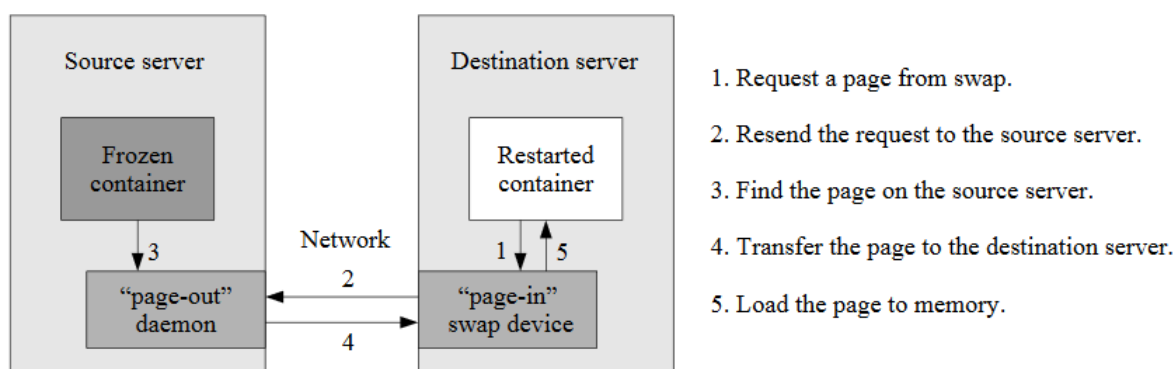 Source server
Destination server
Frozen
container
Restarted
container
3
Network
1
5
2
4
“page-out”
daemon
“page-in”
swap device
1. Request a page from swap.
2. Resend the request to the source server.
3. Find the page on the source server.
4. Transfer the page to the destination server.
5. Load the page to memory.